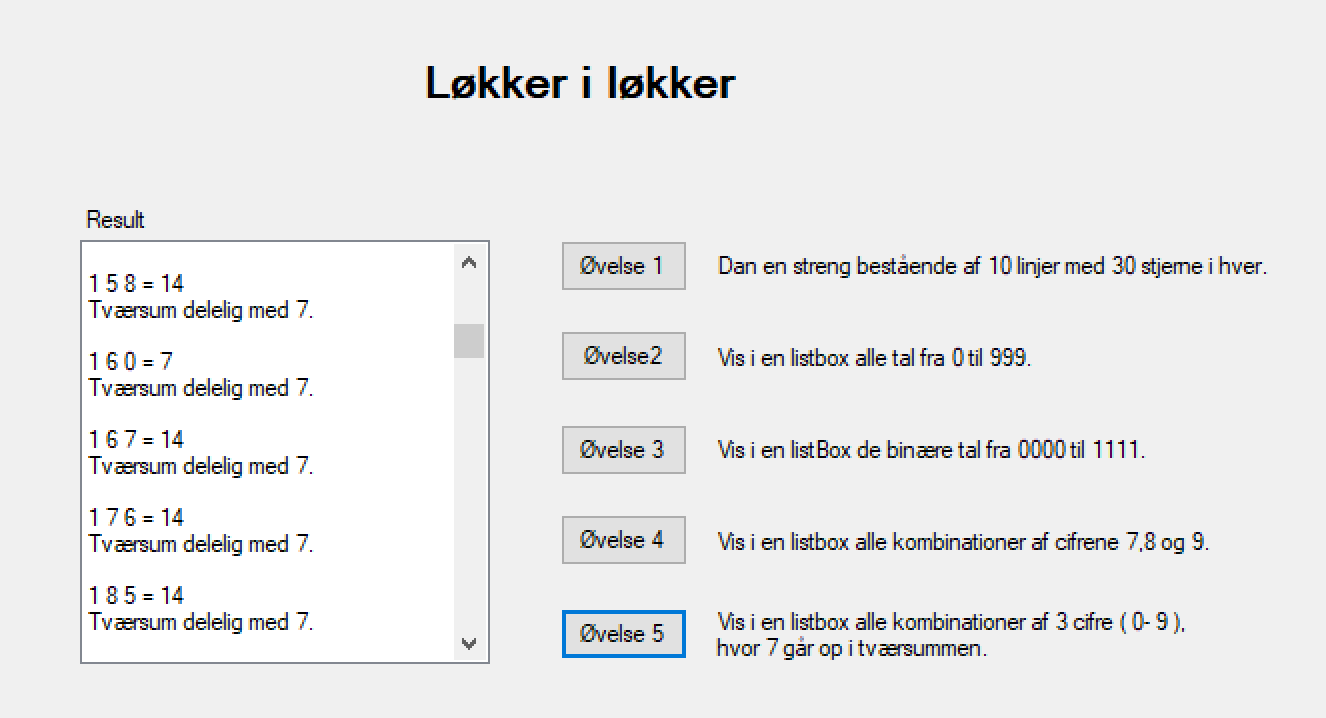 Løkker i løkker
Result
1 5 8 = 14
Tværsum delelig med 7.
1 6 0 = 7
Tværsum delelig med 7.
1 6 7 = 14
Tværsum delelig med 7.
1 7 6 = 14
Tværsum delelig med 7.
1 8 5 = 14
Tværsum delelig med 7.
Øvelse 1
Dan en streng bestående af 10 linjer med 30 stjerne i hver.
Øvelse2
Vis i en listbox alle tal fra 0 til 999.
Øvelse 3
Vis i en listBox de binære tal fra 0000 til 1111.
Øvelse 4
Vis i en listbox alle kombinationer af cifrene 7,8 og 9.
Øvelse 5
Vis i en listbox alle kombinationer af 3 cifre ( 0- 9 ),
hvor 7 går op i tværsummen.